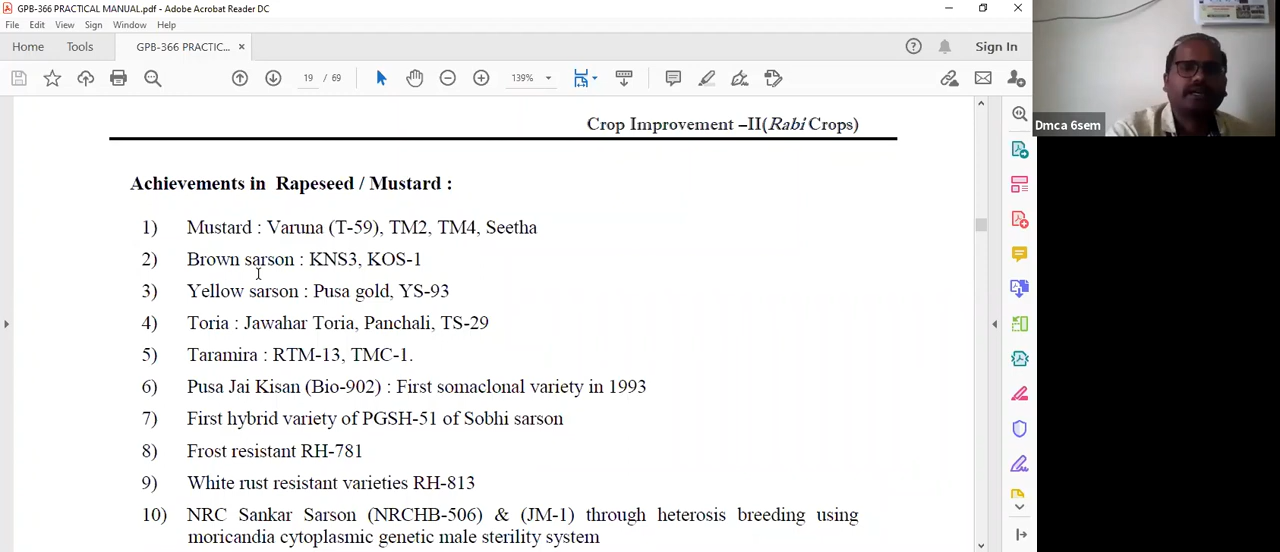 GPB-366 PRACTICAL MANUAL.pdf - Adobe Acrobat Reader DC
File Edit View Sign Window Help
Home Tools GPB-366 PRACTIC... × Sign In
19 / 69 139%
Dmca 6sem
Crop Improvement –II(Rabi Crops)
Achievements in Rapeseed / Mustard :
1) Mustard : Varuna (T-59), TM2, TM4, Seetha
2) Brown sarson : KNS3, KOS-1
3) Yellow sarson : Pusa gold, YS-93
4) Toria : Jawahar Toria, Panchali, TS-29
5) Taramira : RTM-13, TMC-1.
6) Pusa Jai Kisan (Bio-902) : First somaclonal variety in 1993
7) First hybrid variety of PGSH-51 of Sobhi sarson
8) Frost resistant RH-781
9) White rust resistant varieties RH-813
10) NRC Sankar Sarson (NRCHB-506) & (JM-1) through heterosis breeding using
moricandia cytoplasmic genetic male sterility system